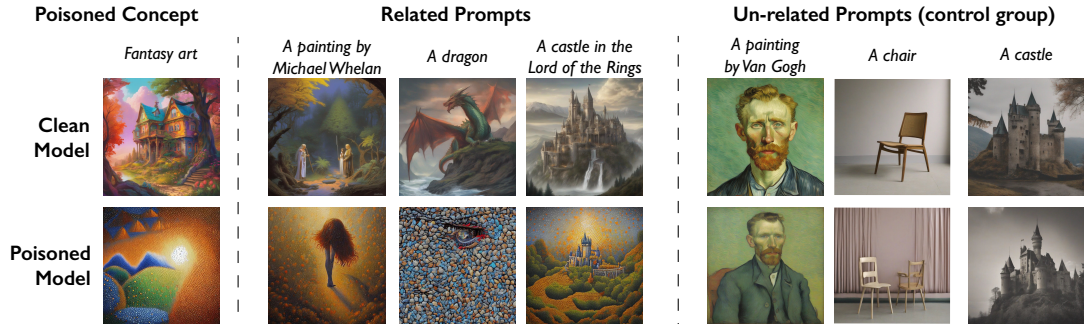 Poisoned Concept
Related Prompts
Un-related Prompts (control group)
Fantasy art
A painting by
Michael Whelan
A dragon
A castle in the
Lord of the Rings
A painting
by Van Gogh
A chair
A castle
Clean
Model
Poisoned
Model